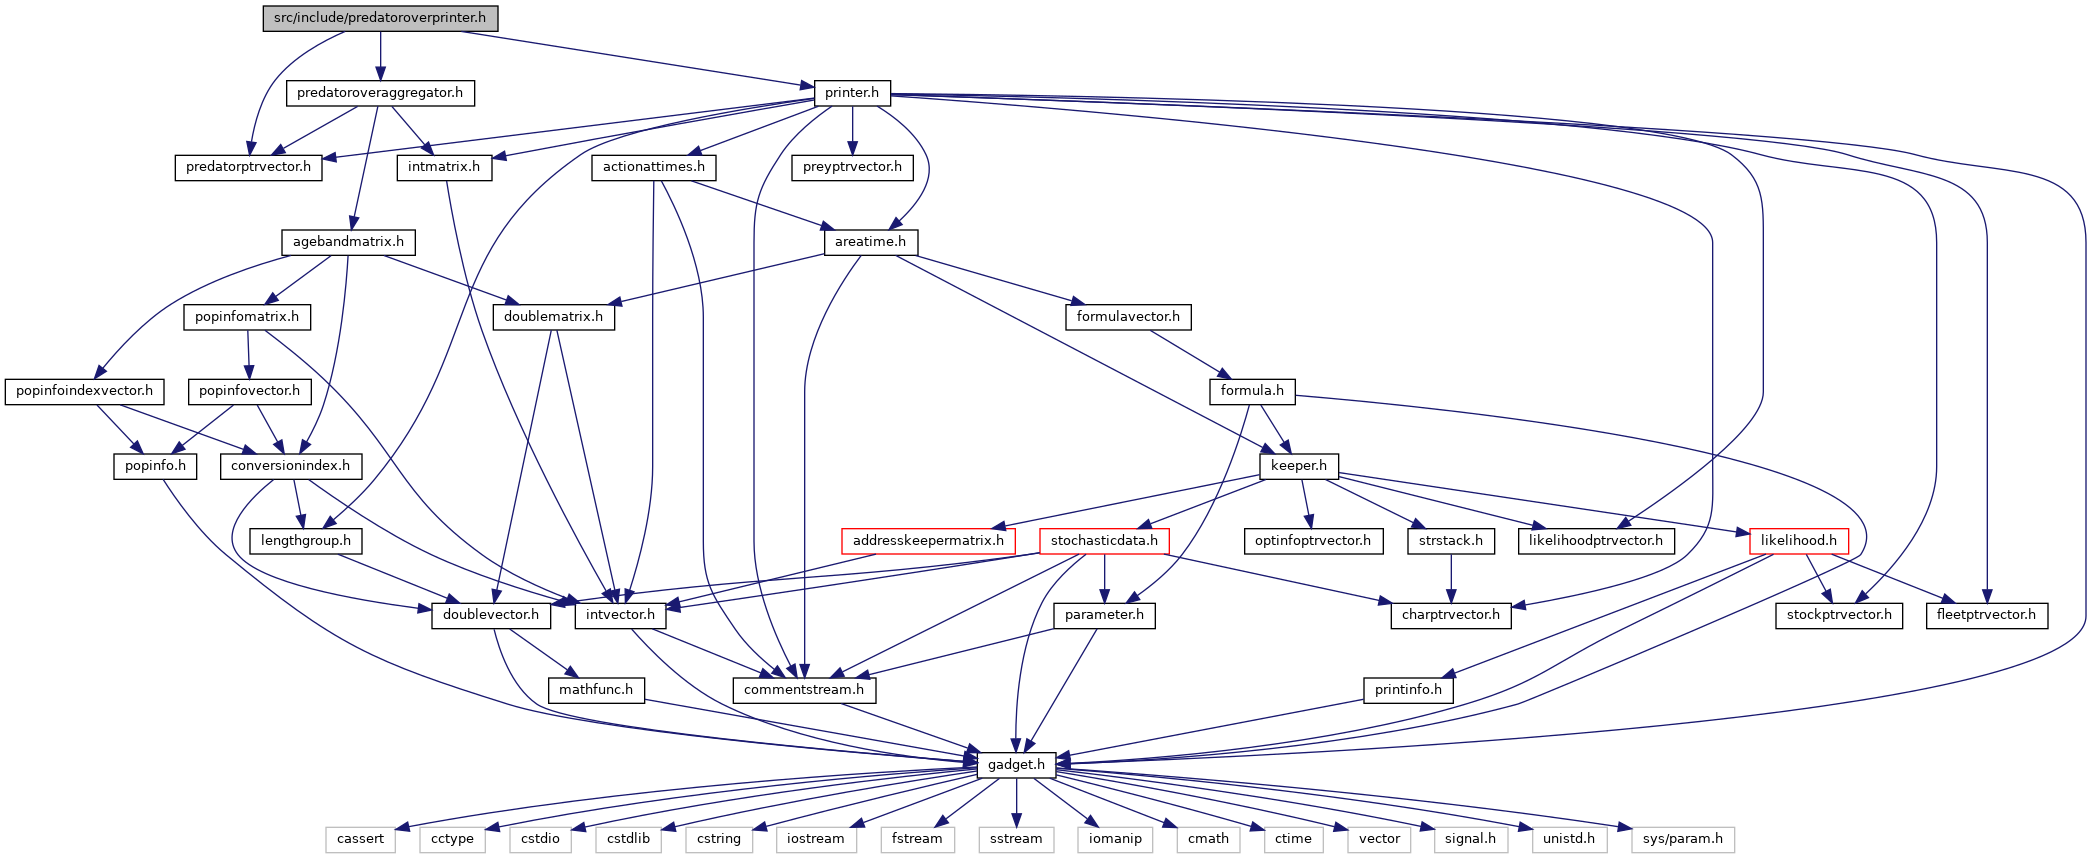 src/include/predatoroverprinter.h
predatoroveraggregator.h
printer.h
predatorptrvector.h
intmatrix.h
actionattimes.h
preyptrvector.h
agebandmatrix.h
areatime.h
popinfomatrix.h
doublematrix.h
formulavector.h
popinfoindexvector.h
popinfovector.h
formula.h
popinfo.h
conversionindex.h
keeper.h
lengthgroup.h
addresskeepermatrix.h
stochasticdata.h
optinfoptrvector.h
strstack.h
likelihoodptrvector.h
likelihood.h
doublevector.h
intvector.h
parameter.h
charptrvector.h
stockptrvector.h
fleetptrvector.h
mathfunc.h
commentstream.h
printinfo.h
gadget.h
cassert
cctype
cstdio
cstdlib
cstring
iostream
fstream
sstream
iomanip
cmath
ctime
vector
signal.h
unistd.h
sys/param.h